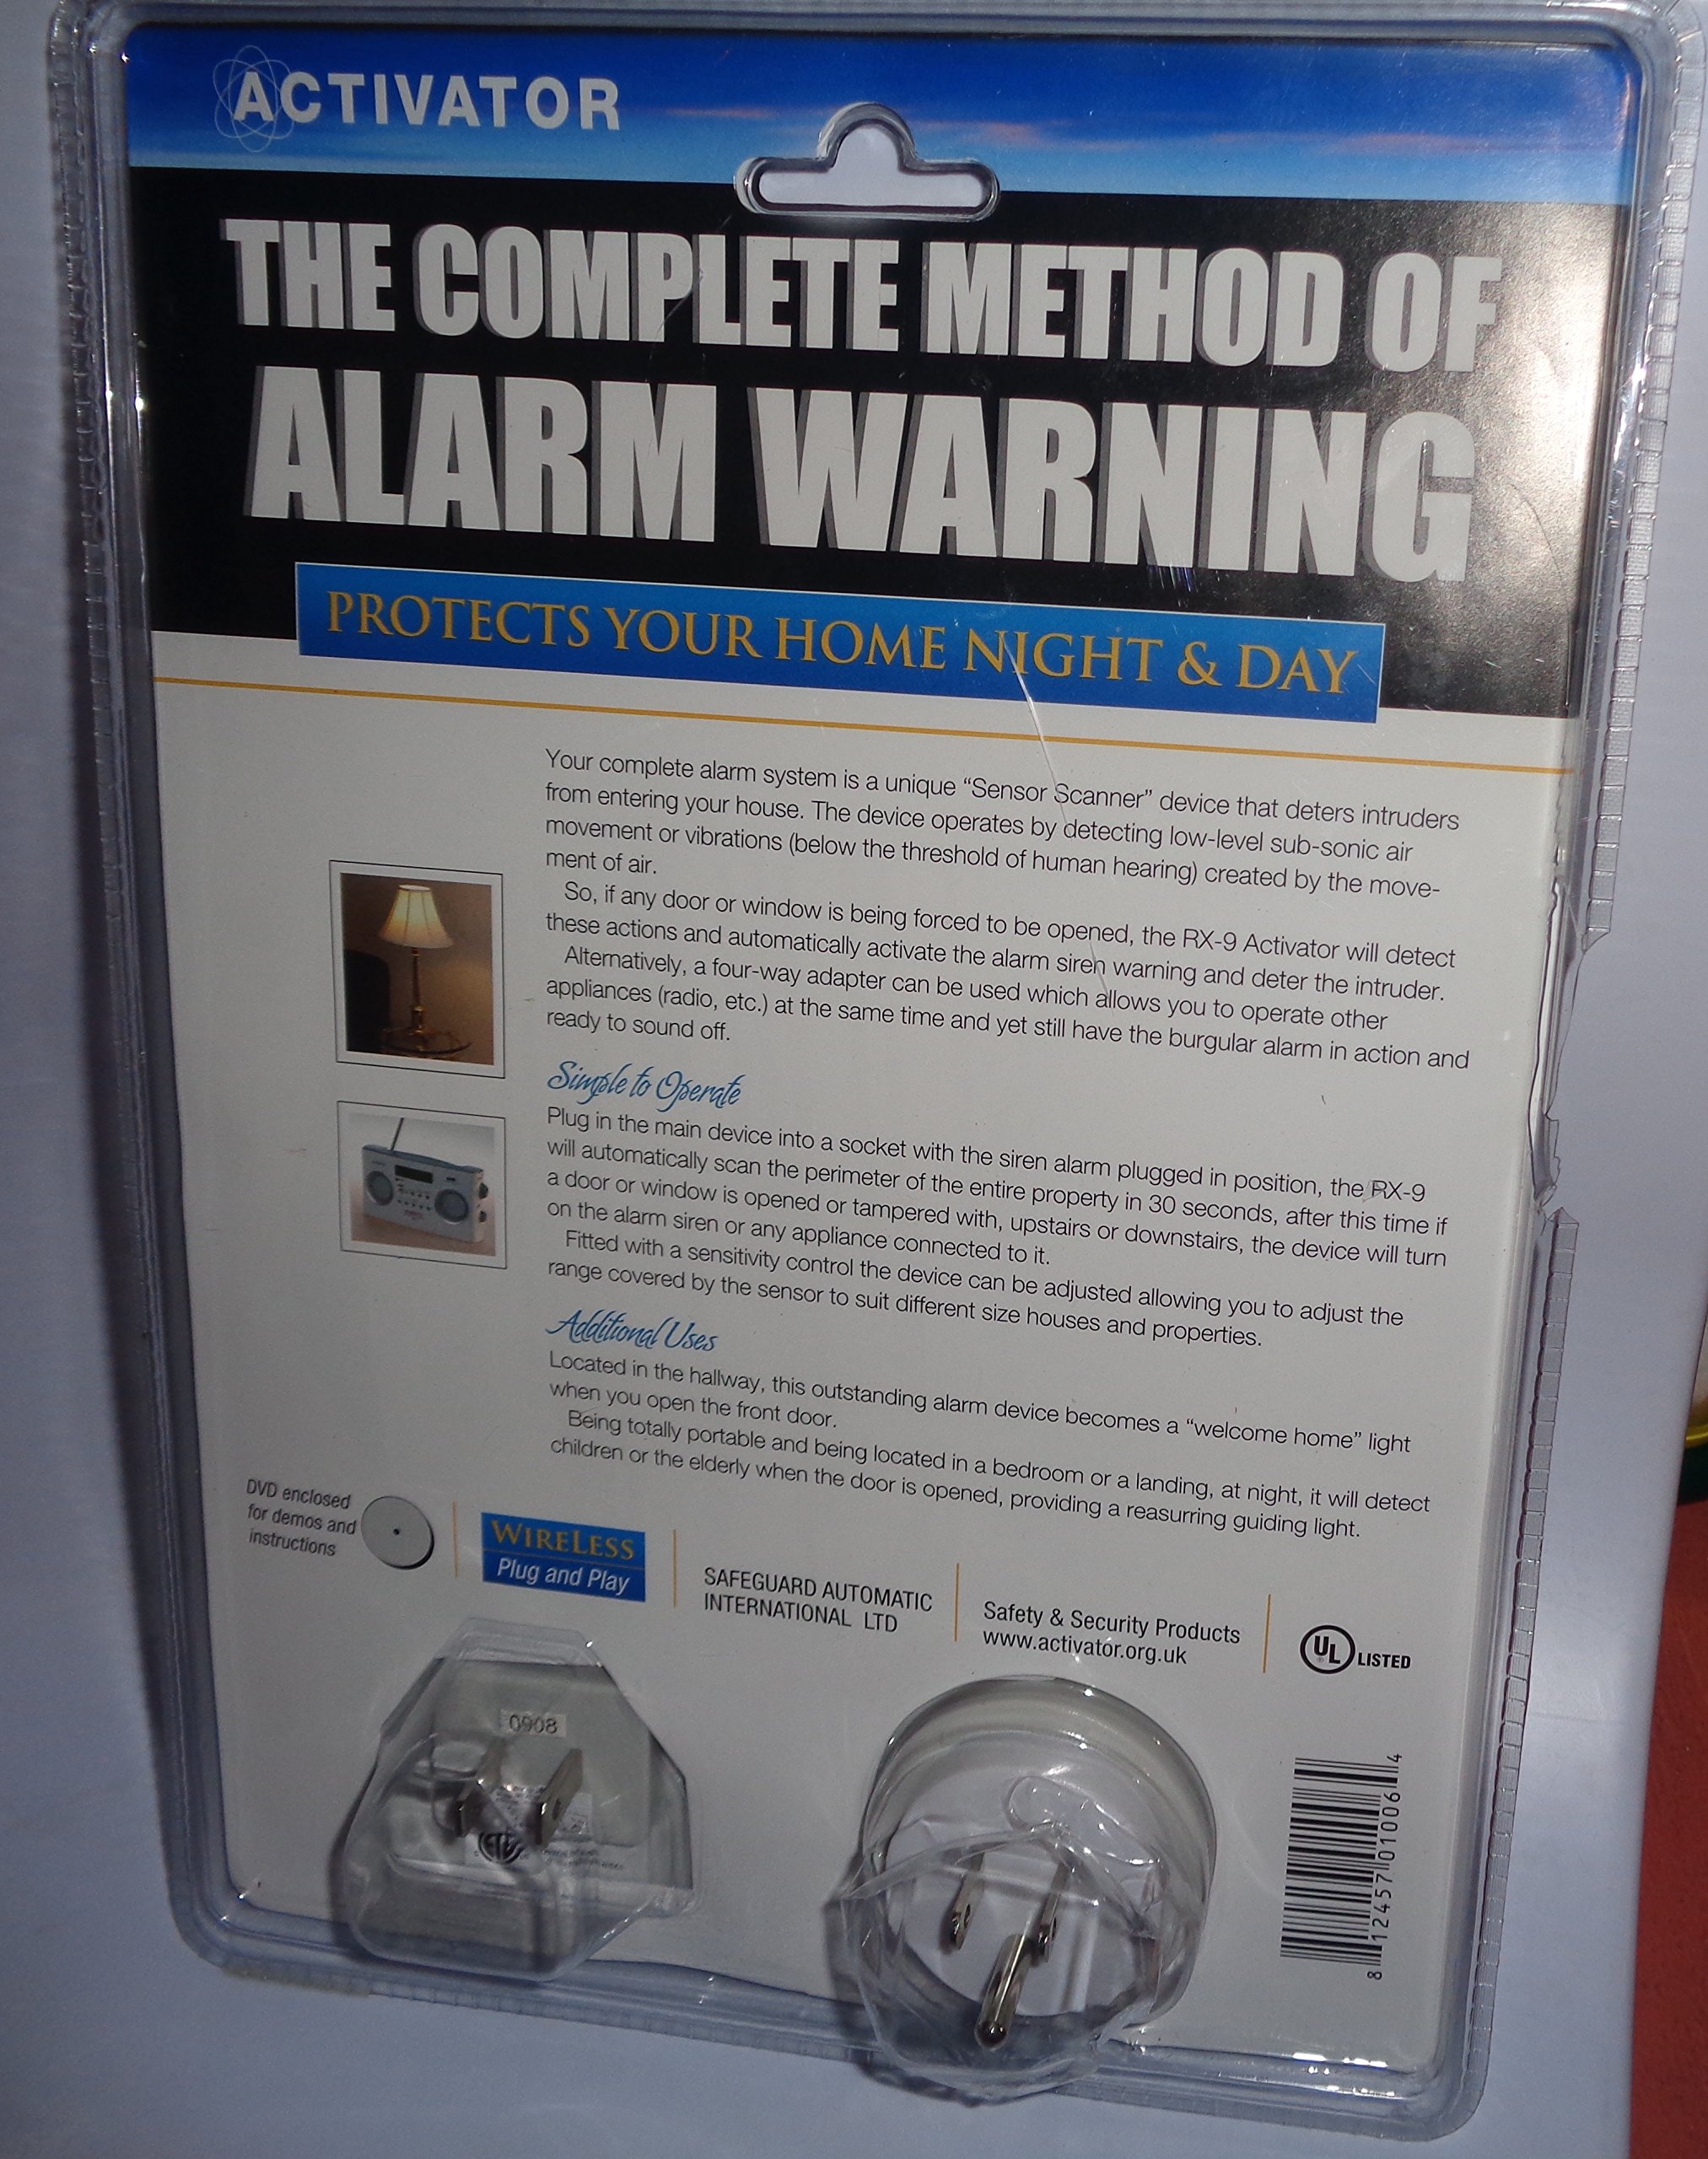 ACTIVATOR
THE COMPLETE METHOD OF
ALARM WARNING
PROTECTS YOUR HOME NIGHT & DAY
Your complete alarm system is a unique “Sensor Scanner” device that deters intruders
from entering your house. The device operates by detecting low-level sub-sonic air
movement or vibrations (below the threshold of human hearing) created by the move-
ment of air.
So, if any door or window is being forced to be opened, the RX-9 Activator will detect
these actions and automatically activate the alarm siren warning and deter the intruder.
Alternatively, a four-way adapter can be used which allows you to operate other
appliances (radio, etc.) at the same time and yet still have the burgular alarm in action and
ready to sound off.
Simple to Operate
Plug in the main device into a socket with the siren alarm plugged in position, the RX-9
will automatically scan the perimeter of the entire property in 30 seconds, after this time if
a door or window is opened or tampered with, upstairs or downstairs, the device will turn
on the alarm siren or any appliance connected to it.
Fitted with a sensitivity control the device can be adjusted allowing you to adjust the
range covered by the sensor to suit different size houses and properties.
Additional Uses
Located in the hallway, this outstanding alarm device becomes a “welcome home” light
when you open the front door.
Being totally portable and being located in a bedroom or a landing, at night, it will detect
children or the elderly when the door is opened, providing a reasurring guiding light.
DVD enclosed
for demos and
instructions
WIRELESS
Plug and Play
SAFEGUARD AUTOMATIC
INTERNATIONAL LTD
Safety & Security Products
www.activator.org.uk
UL LISTED
0908
ETL
8 12457 01006 4